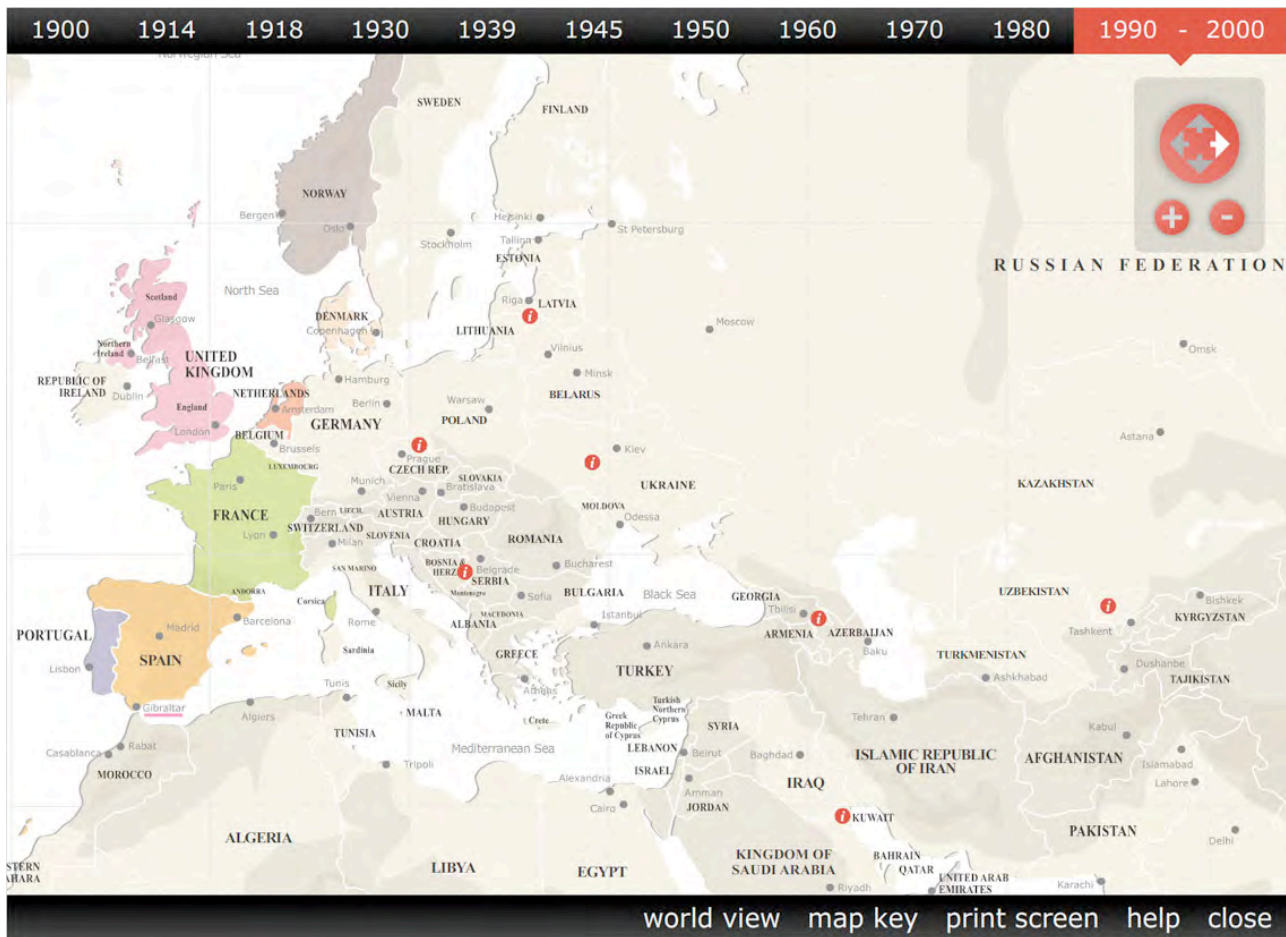 1900 1914 1918 1930 1939 1945 1950 1960 1970 1980 1990 - 2000
Norwegian Sea
SWEDEN
FINLAND
NORWAY
Bergen
Oslo
Helsinki
St Petersburg
Stockholm
Tallinn
ESTONIA
RUSSIAN FEDERATION
North Sea
Scotland
Riga
LATVIA
DENMARK
Glasgow
Copenhagen
LITHUANIA
Moscow
Northern
Ireland
Belfast
UNITED
KINGDOM
Vilnius
Omsk
REPUBLIC OF
IRELAND
Dublin
Minsk
Hamburg
NETHERLANDS
BELARUS
England
Amsterdam
Berlin
Warsaw
London
GERMANY
POLAND
BELGIUM
Brussels
Kiev
Astana
Prague
LUXEMBOURG
CZECH REP.
SLOVAKIA
Paris
Munich
Vienna
Bratislava
UKRAINE
KAZAKHSTAN
FRANCE
Bern
LIECH.
AUSTRIA
Budapest
MOLDOVA
HUNGARY
Odessa
SWITZERLAND
Lyon
Milan
SLOVENIA
CROATIA
ROMANIA
SAN MARINO
BOSNIA &
HERZ
Belgrade
SERBIA
Bucharest
ANDORRA
Corsica
ITALY
Montenegro
Sofia
BULGARIA
Black Sea
GEORGIA
UZBEKISTAN
Bishkek
Tbilisi
Barcelona
Rome
MACEDONIA
ALBANIA
Istanbul
ARMENIA
AZERBAIJAN
Tashkent
KYRGYZSTAN
PORTUGAL
Madrid
Baku
Ankara
Sardinia
GREECE
TURKEY
TURKMENISTAN
Lisbon
SPAIN
Dushanbe
TAJIKISTAN
Ashkhabad
Sicily
Athens
Tunis
Gibraltar
Algiers
MALTA
Crete
Turkish
Northern
Cyprus
Greek
Republic
of Cyprus
SYRIA
Tehran
Kabul
TUNISIA
Mediterranean Sea
LEBANON
Beirut
Baghdad
ISLAMIC REPUBLIC
OF IRAN
AFGHANISTAN
Islamabad
Casablanca
Rabat
Tripoli
ISRAEL
MOROCCO
Alexandria
Amman
IRAQ
Lahore
Cairo
JORDAN
KUWAIT
PAKISTAN
ALGERIA
Delhi
KINGDOM OF
SAUDI ARABIA
BAHRAIN
QATAR
LIBYA
EGYPT
STERN
AHARA
UNITED ARAB
EMIRATES
Riyadh
Karachi
world view map key print screen help close